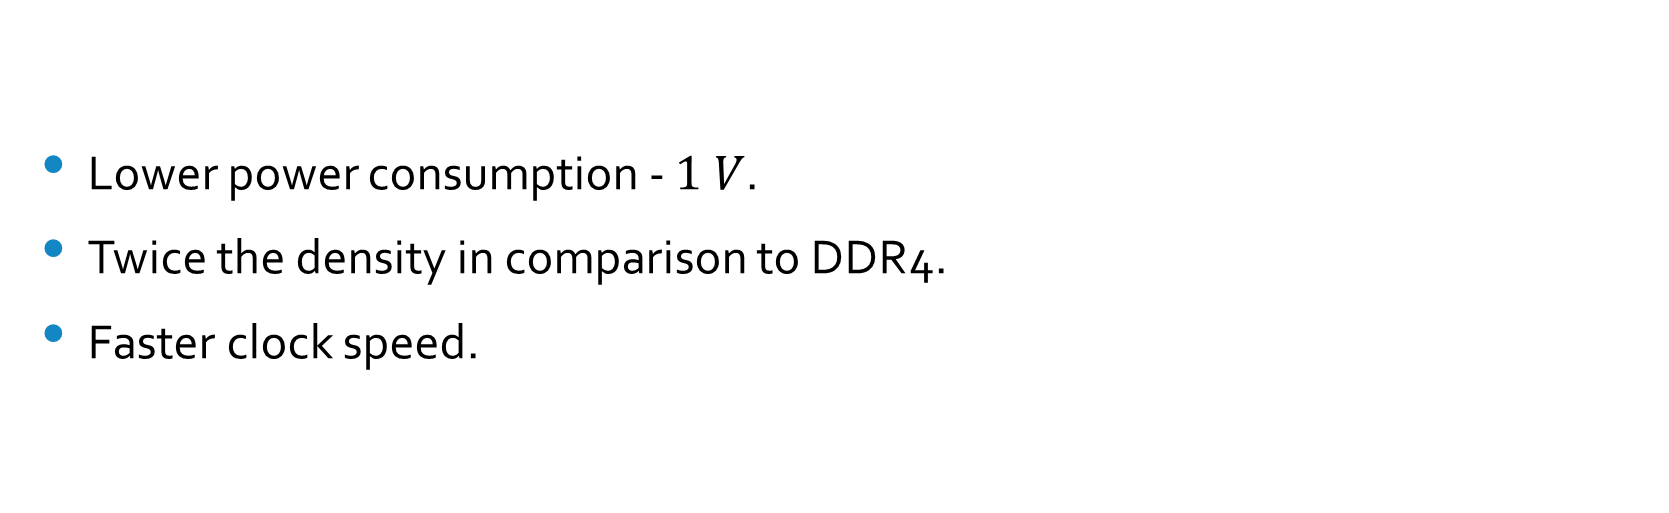 • Lower power consumption - 1 V.
• Twice the density in comparison to DDR4.
• Faster clock speed.